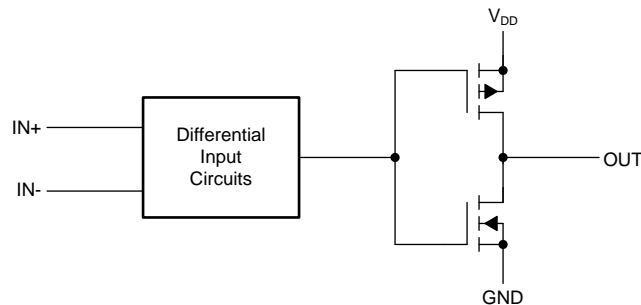 V_DD
IN+
Differential
Input
Circuits
IN-
OUT
GND